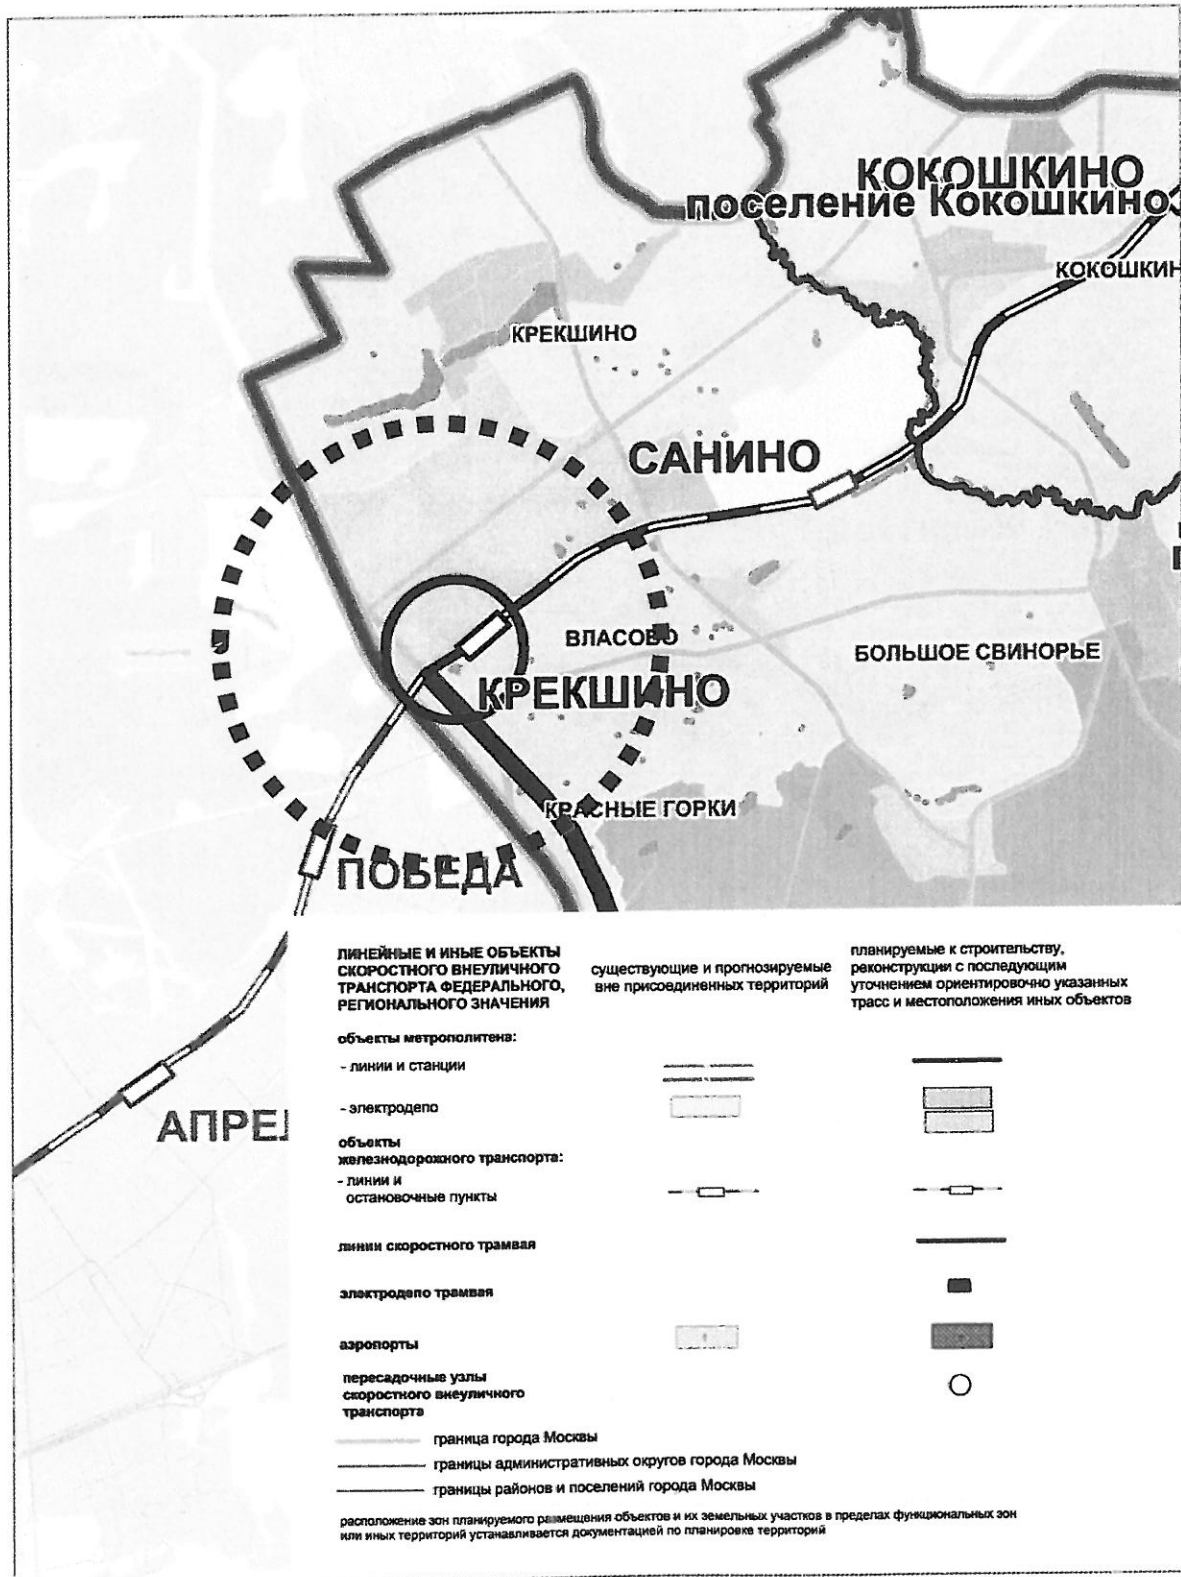 КОКОШКИНО
поселение Кокошкино
КОКОШКИН
КРЕКШИНО
САНИНО
ВЛАСОВО
БОЛЬШОЕ СВИНОРЬЕ
КРЕКШИНО
КРАСНЫЕ ГОРКИ
ПОБЕДА
АПРЕЛ
ЛИНЕЙНЫЕ И ИНЫЕ ОБЪЕКТЫ
СКОРОСТНОГО ВНЕУЛИЧНОГО
ТРАНСПОРТА ФЕДЕРАЛЬНОГО,
РЕГИОНАЛЬНОГО ЗНАЧЕНИЯ
существующие и прогнозируемые
вне присоединенных территорий
планируемые к строительству,
реконструкции с последующим
уточнением ориентировочно указанных
трасс и местоположения иных объектов
объекты метрополитена:
- линии и станции
- электродепо
объекты
железнодорожного транспорта:
- линии и
остановочные пункты
линии скоростного трамвая
электродепо трамвая
аэропорты
пересадочные узлы
скоростного внеуличного
транспорта
граница города Москвы
границы административных округов города Москвы
границы районов и поселений города Москвы
расположение зон планируемого размещения объектов и их земельных участков в пределах функциональных зон
или иных территорий устанавливается документацией по планировке территорий